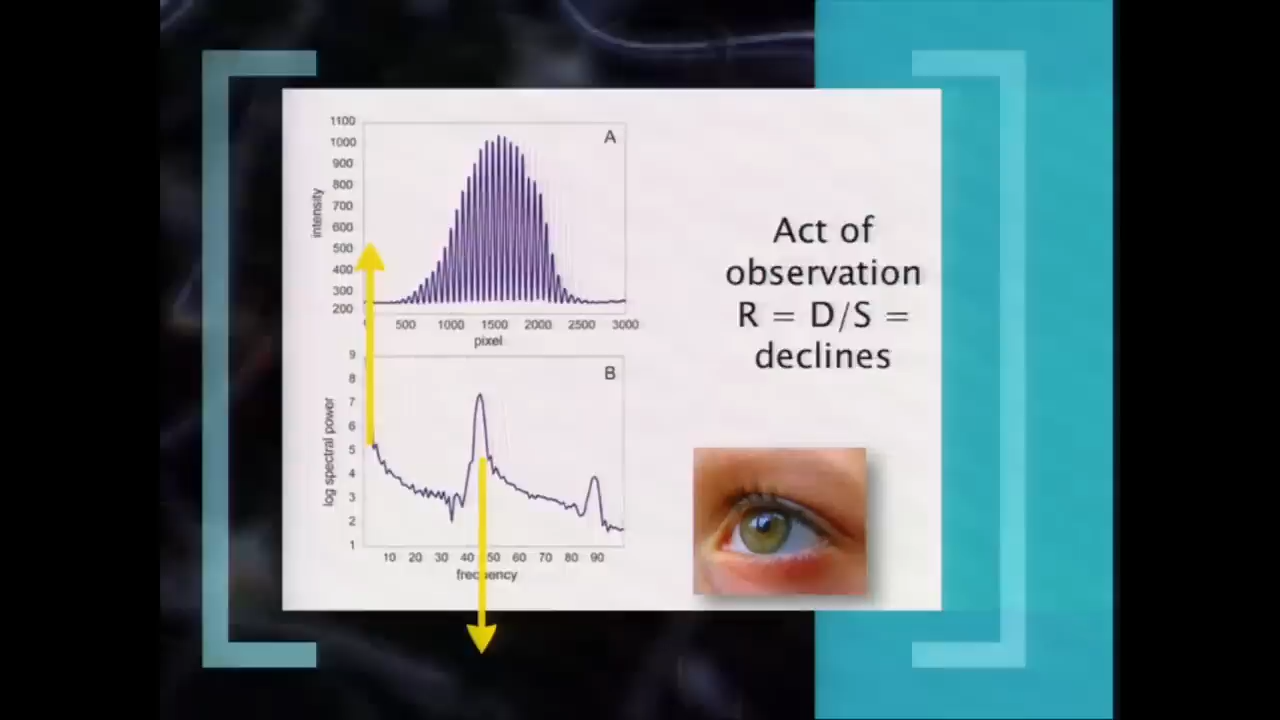 1100
1000
900
800
700
600
500
400
300
200
intensity
A
500 1000 1500 2000 2500 3000
pixel
9
8
7
6
5
4
3
2
1
log spectral power
B
10 20 30 40 50 60 70 80 90
frequency
Act of
observation
R = D/S =
declines